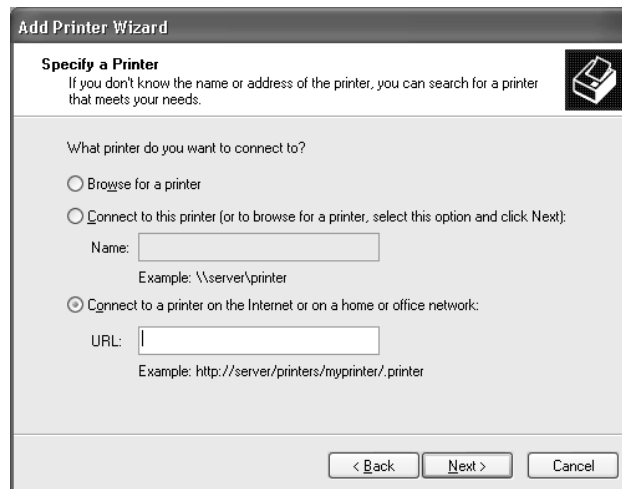 Add Printer Wizard
Specify a Printer
If you don't know the name or address of the printer, you can search for a printer
that meets your needs.
What printer do you want to connect to?
Browse for a printer
Connect to this printer (or to browse for a printer, select this option and click Next):
Name:
Example: \\server\printer
Connect to a printer on the Internet or on a home or office network:
URL:
Example: http://server/printers/myprinter/.printer
< Back Next > Cancel